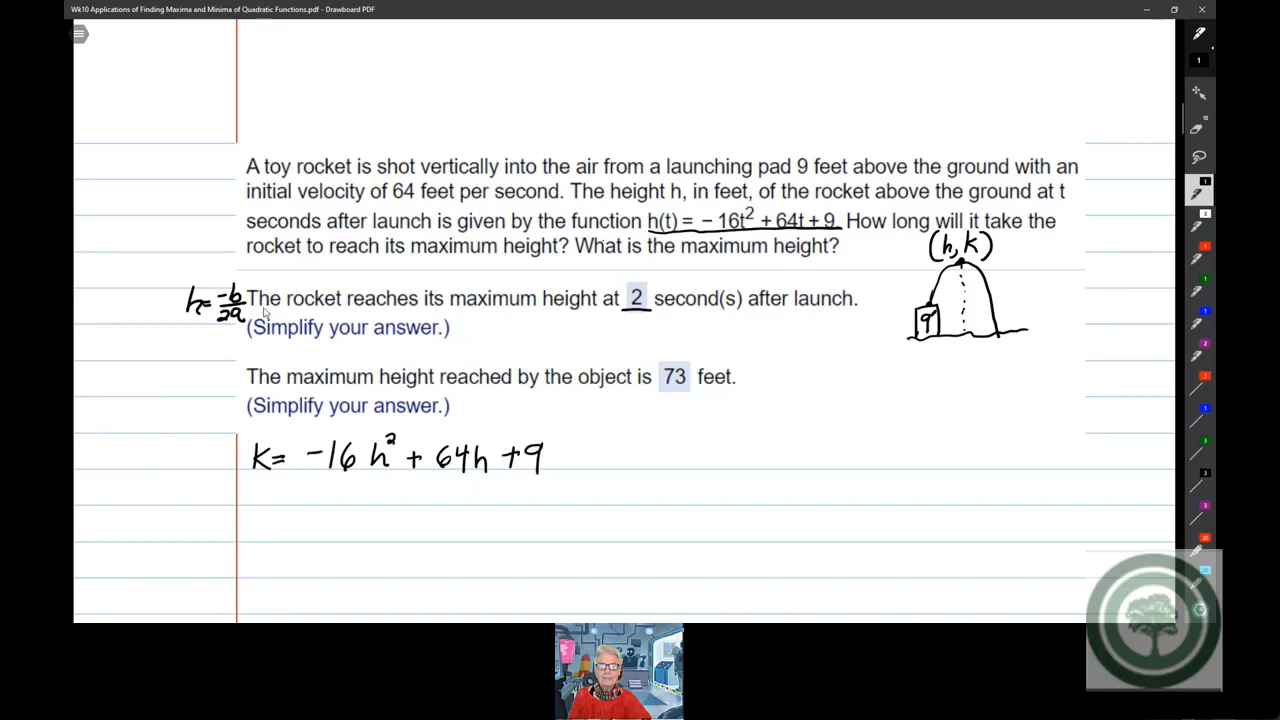 Wk10 Applications of Finding Maxima and Minima of Quadratic Functions.pdf - Drawboard PDF
A toy rocket is shot vertically into the air from a launching pad 9 feet above the ground with an
initial velocity of 64 feet per second. The height h, in feet, of the rocket above the ground at t
seconds after launch is given by the function h(t) = − 16t² + 64t + 9. How long will it take the
rocket to reach its maximum height? What is the maximum height?
(h, k)
9
h = -b/2a
The rocket reaches its maximum height at 2 second(s) after launch.
(Simplify your answer.)
The maximum height reached by the object is 73 feet.
(Simplify your answer.)
k = -16 h² + 64h + 9